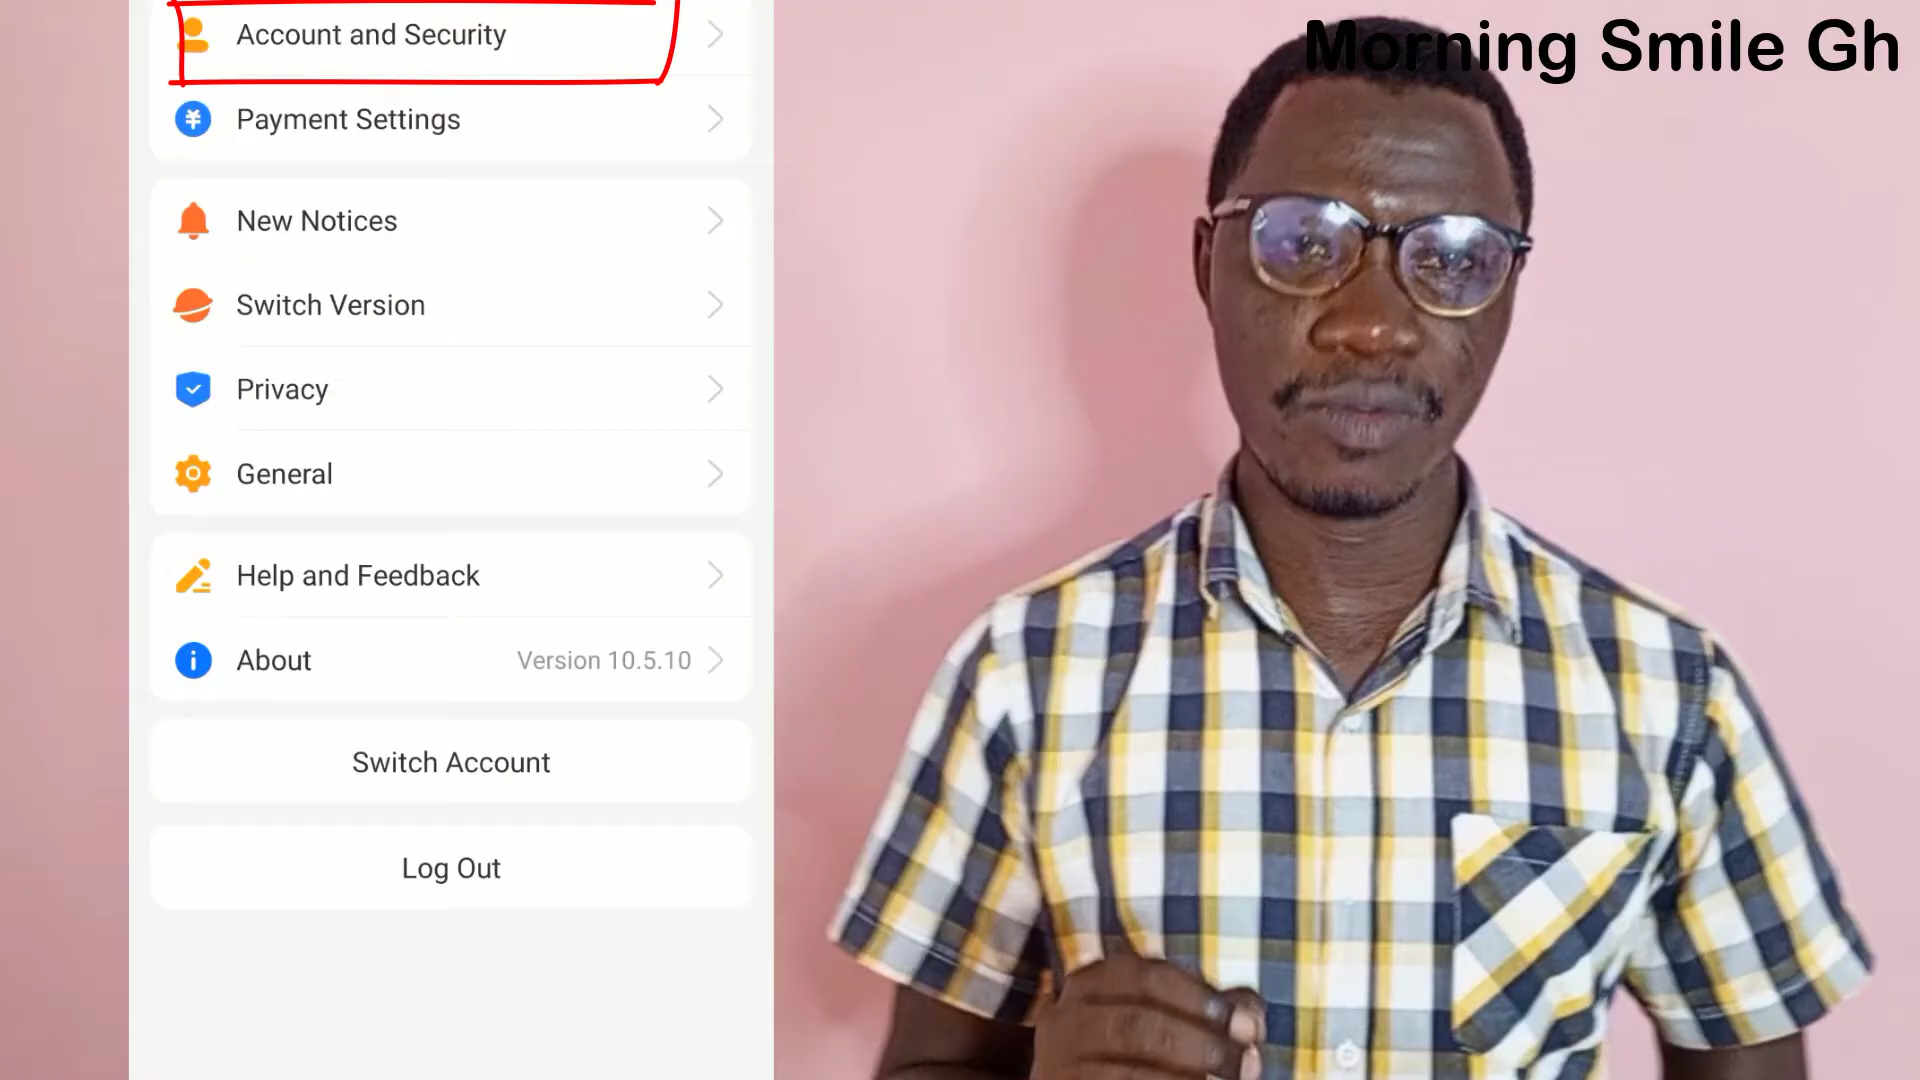 Morning Smile Gh
Account and Security
Payment Settings
New Notices
Switch Version
Privacy
General
Help and Feedback
About Version 10.5.10
Switch Account
Log Out